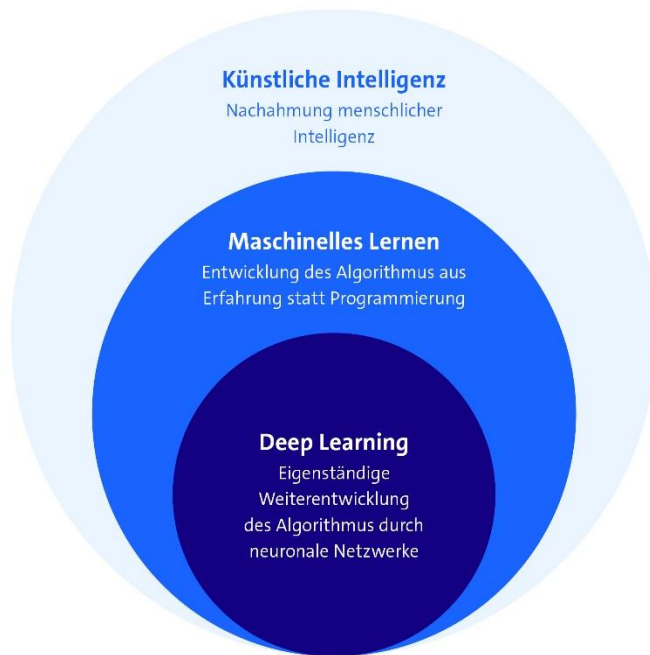 Künstliche Intelligenz
Nachahmung menschlicher
Intelligenz
Maschinelles Lernen
Entwicklung des Algorithmus aus
Erfahrung statt Programmierung
Deep Learning
Eigenständige
Weiterentwicklung
des Algorithmus durch
neuronale Netzwerke